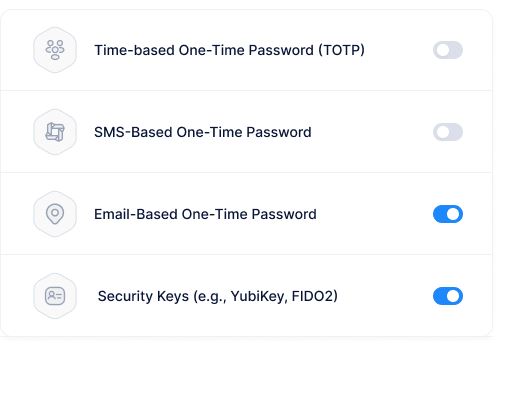 Time-based One-Time Password (TOTP)
SMS-Based One-Time Password
Email-Based One-Time Password
Security Keys (e.g., YubiKey, FIDO2)